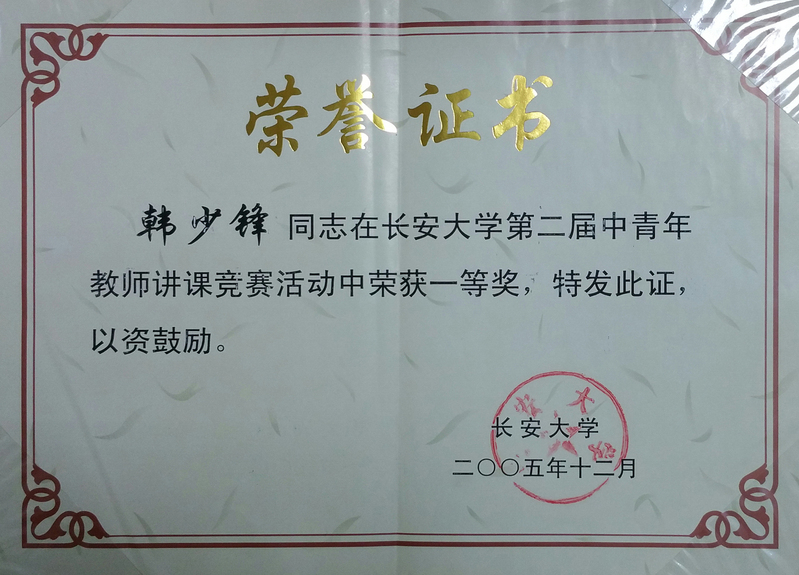 荣誉证书
韩少锋 同志在长安大学第二届中青年
教师讲课竞赛活动中荣获一等奖，特发此证，
以资鼓励。
长安大学
二〇〇五年十二月